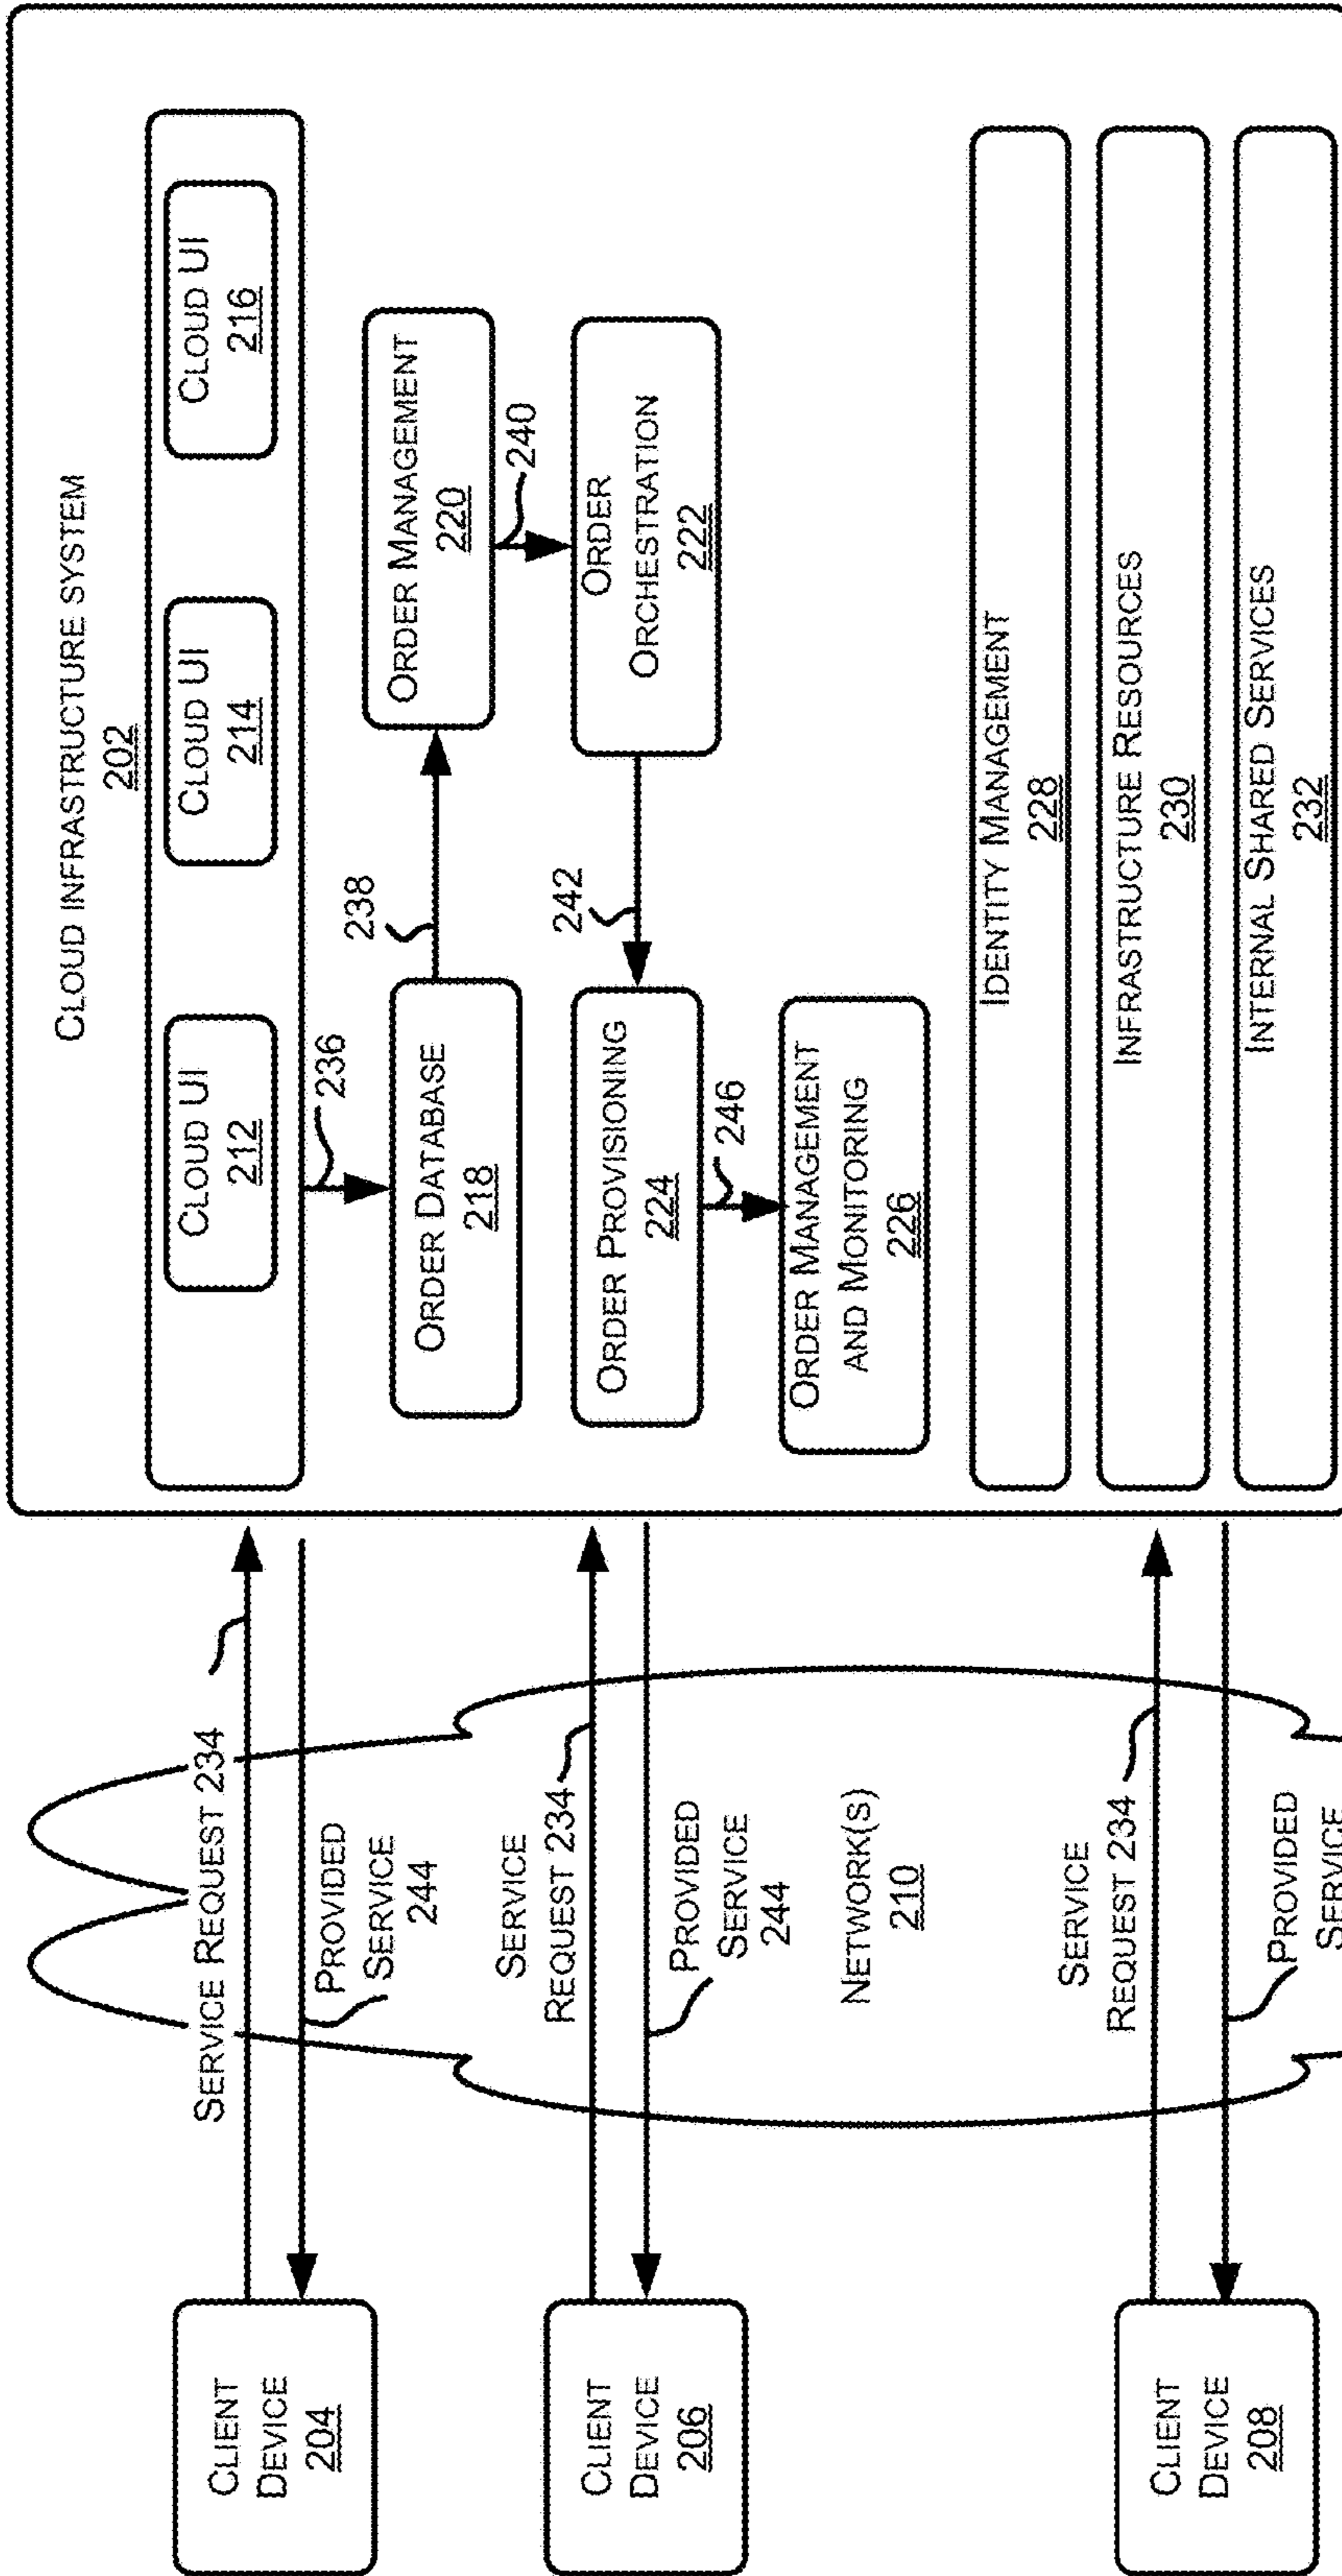 CLOUD INFRASTRUCTURE SYSTEM
202
CLOUD UI
212
CLOUD UI
214
CLOUD UI
216
236
ORDER DATABASE
218
238
ORDER MANAGEMENT
220
240
ORDER
ORCHESTRATION
222
242
ORDER PROVISIONING
224
246
ORDER MANAGEMENT
AND MONITORING
226
IDENTITY MANAGEMENT
228
INFRASTRUCTURE RESOURCES
230
INTERNAL SHARED SERVICES
232
SERVICE REQUEST 234
PROVIDED
SERVICE
244
SERVICE
REQUEST 234
PROVIDED
SERVICE
244
NETWORK(S)
210
SERVICE
REQUEST 234
PROVIDED
SERVICE
CLIENT
DEVICE
204
CLIENT
DEVICE
206
CLIENT
DEVICE
208